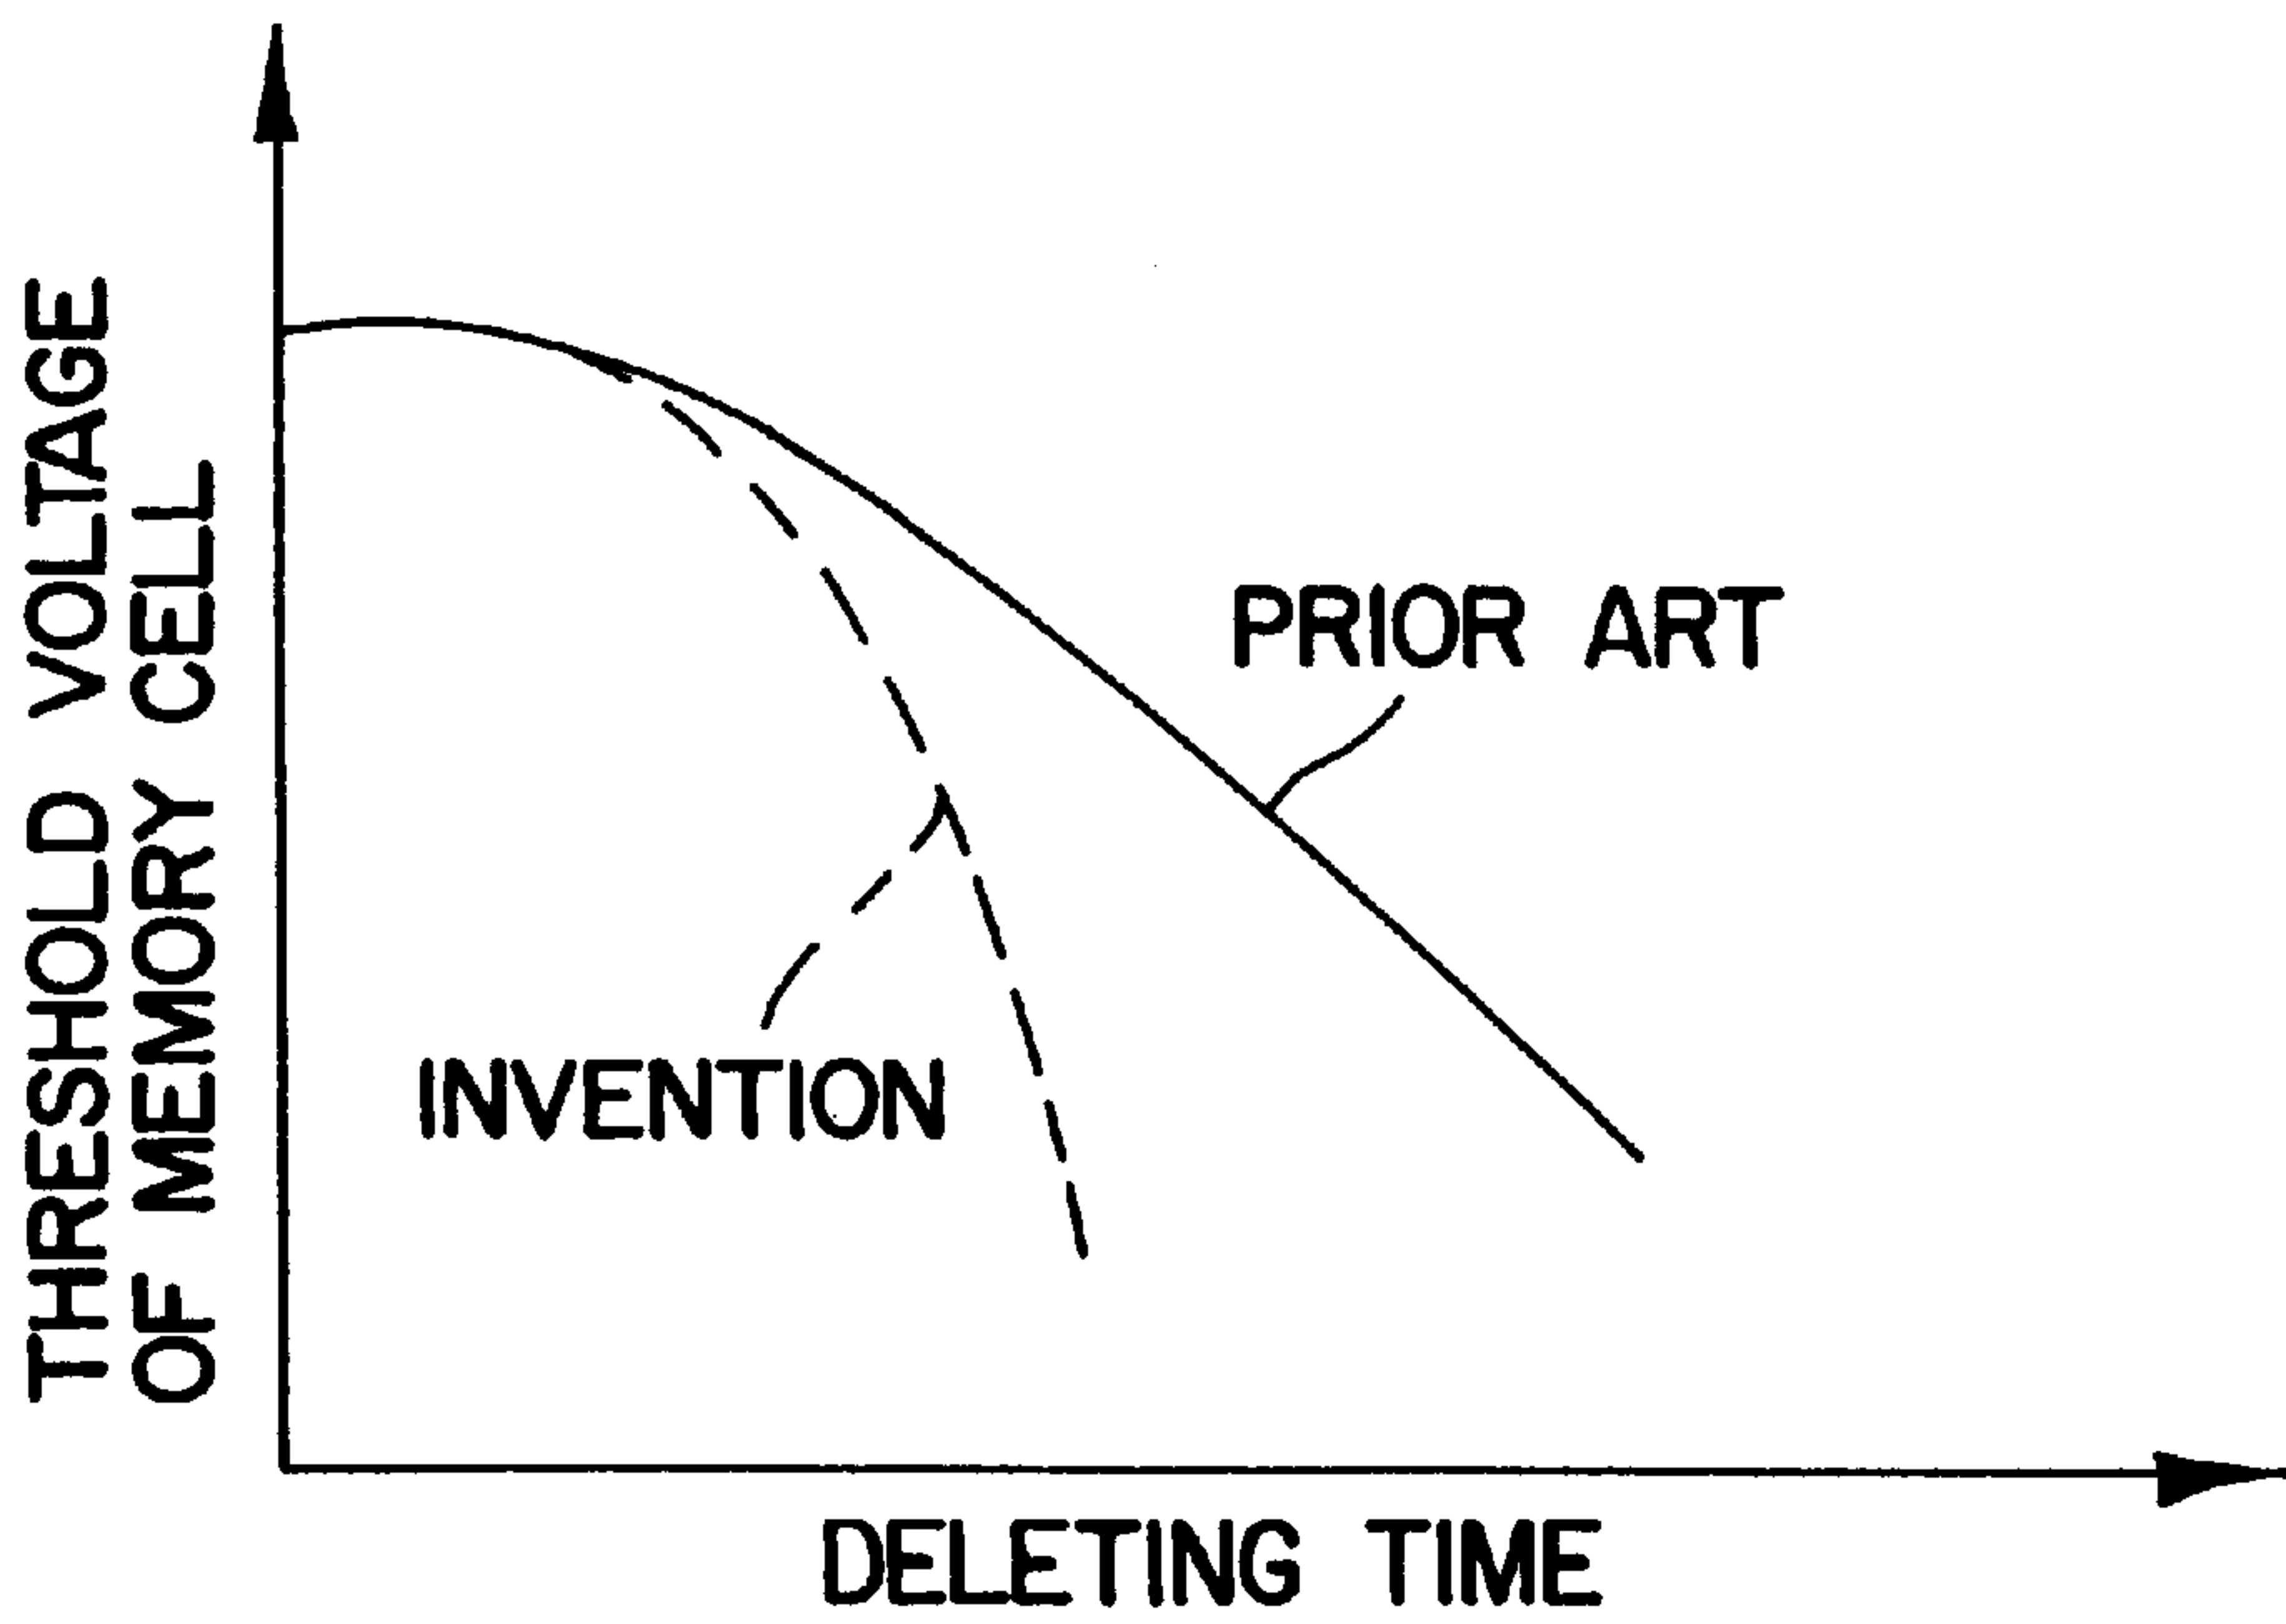 THRESHOLD VOLTAGE
OF MEMORY CELL
PRIOR ART
INVENTION
DELETING TIME